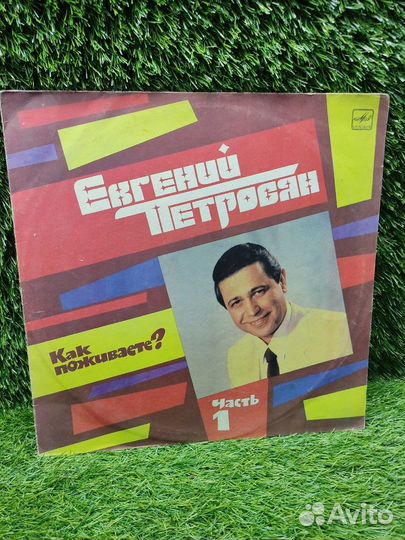 Евгений
Петросян
Как
поживаете?
Часть
1
Avito